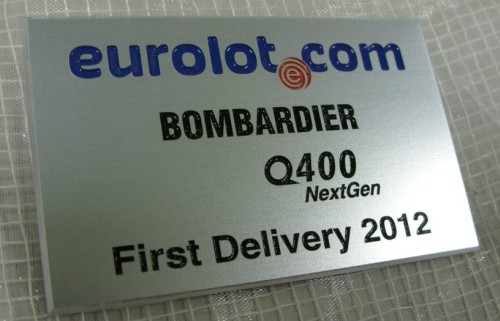 eurolot.com
BOMBARDIER
Q400
NextGen
First Delivery 2012